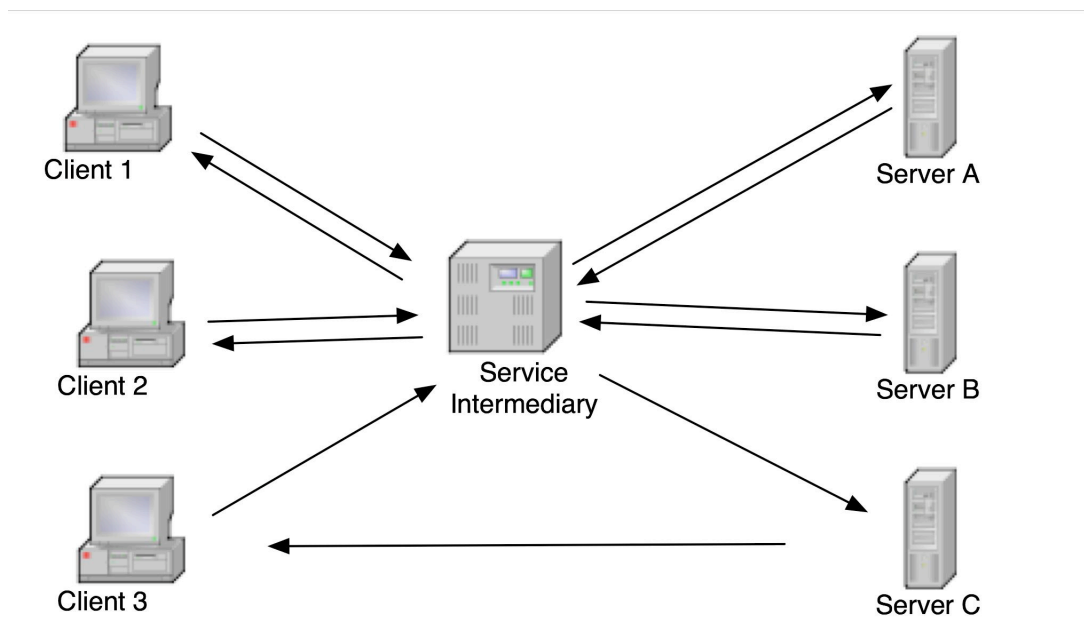 Client 1
Server A
Client 2
Service
Intermediary
Server B
Client 3
Server C